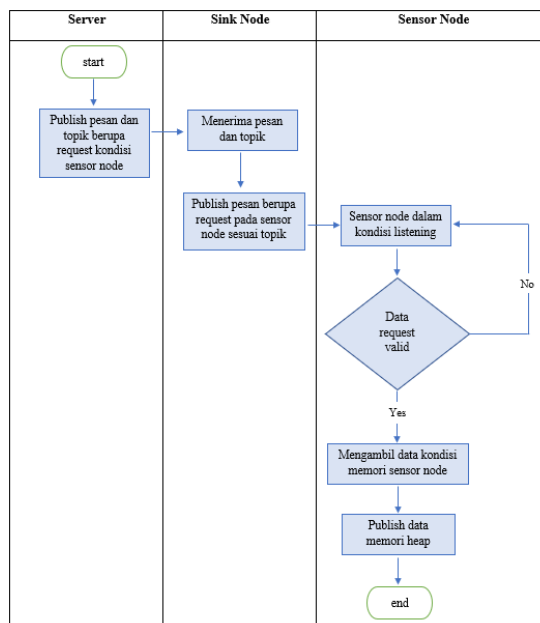 Server
Sink Node
Sensor Node
start
Publish pesan dan
topik berupa
request kondisi
sensor node
Menerima pesan
dan topik
Publish pesan berupa
request pada sensor
node sesuai topik
Sensor node dalam
kondisi listening
No
Data
request
valid
Yes
Mengambil data kondisi
memori sensor node
Publish data
memori heap
end